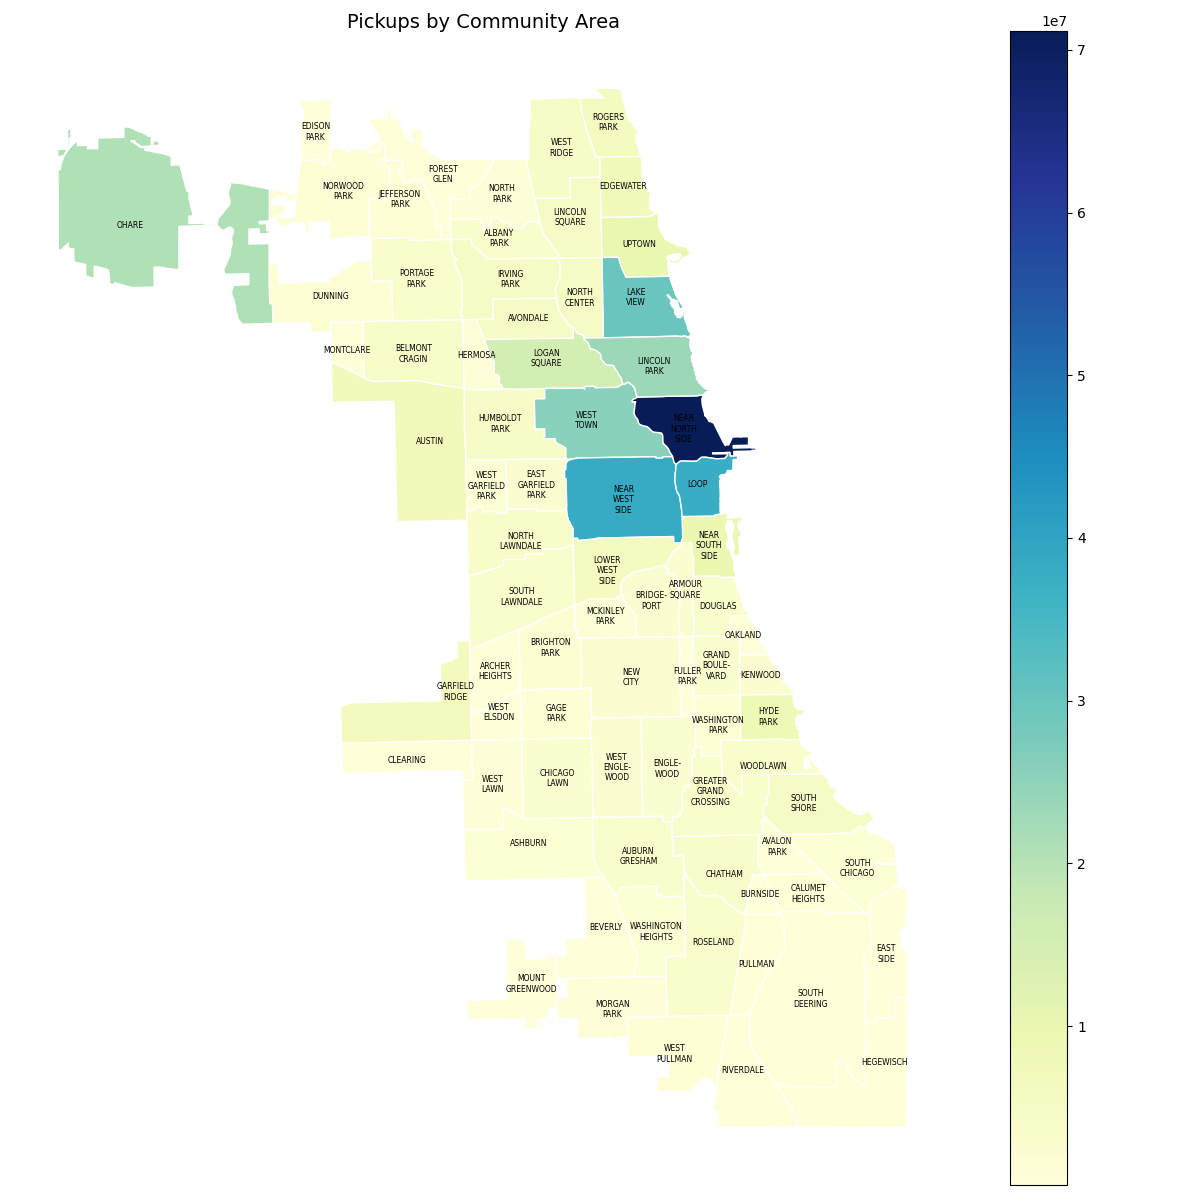 Pickups by Community Area
1e7
7
6
5
4
3
2
1
EDISON
PARK
ROGERS
PARK
WEST
RIDGE
FOREST
GLEN
NORWOOD
PARK
JEFFERSON
PARK
NORTH
PARK
EDGEWATER
LINCOLN
SQUARE
OHARE
ALBANY
PARK
UPTOWN
PORTAGE
PARK
IRVING
PARK
DUNNING
NORTH
CENTER
LAKE
VIEW
AVONDALE
MONTCLARE
BELMONT
CRAGIN
HERMOSA
LOGAN
SQUARE
LINCOLN
PARK
HUMBOLDT
PARK
WEST
TOWN
NEAR
NORTH
SIDE
AUSTIN
WEST
GARFIELD
PARK
EAST
GARFIELD
PARK
NEAR
WEST
SIDE
LOOP
NORTH
LAWNDALE
NEAR
SOUTH
SIDE
LOWER
WEST
SIDE
SOUTH
LAWNDALE
BRIDGE-
PORT
ARMOUR
SQUARE
DOUGLAS
MCKINLEY
PARK
OAKLAND
BRIGHTON
PARK
ARCHER
HEIGHTS
NEW
CITY
FULLER
PARK
GRAND
BOULE-
VARD
KENWOOD
GARFIELD
RIDGE
WEST
ELSDON
GAGE
PARK
WASHINGTON
PARK
HYDE
PARK
CLEARING
WEST
LAWN
CHICAGO
LAWN
WEST
ENGLE-
WOOD
ENGLE-
WOOD
WOODLAWN
GREATER
GRAND
CROSSING
SOUTH
SHORE
ASHBURN
AUBURN
GRESHAM
AVALON
PARK
CHATHAM
SOUTH
CHICAGO
BURNSIDE
CALUMET
HEIGHTS
BEVERLY
WASHINGTON
HEIGHTS
ROSELAND
PULLMAN
EAST
SIDE
MOUNT
GREENWOOD
MORGAN
PARK
SOUTH
DEERING
WEST
PULLMAN
RIVERDALE
HEGEWISCH